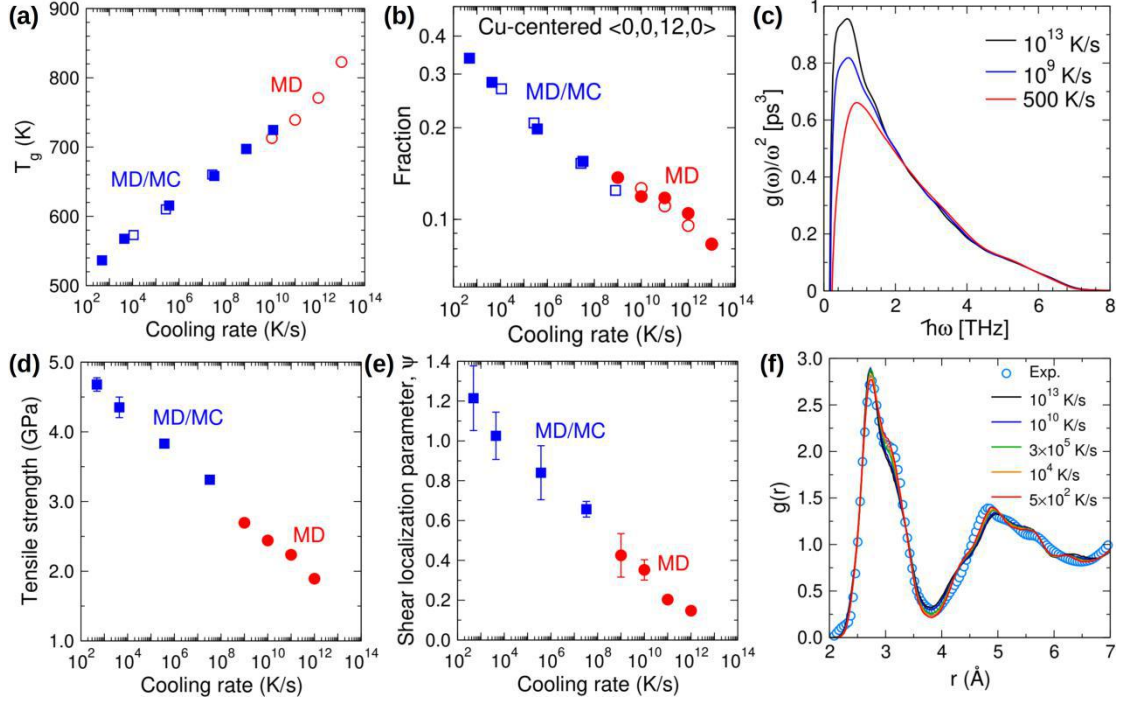 (a)
900
800
700
600
500
T_g (K)
MD
MD/MC
10^2 10^4 10^6 10^8 10^10 10^12 10^14
Cooling rate (K/s)
(b)
Cu-centered <0,0,12,0>
0.4
0.3
0.2
0.1
Fraction
MD/MC
MD
10^2 10^4 10^6 10^8 10^10 10^12 10^14
Cooling rate (K/s)
(c)
1
0.8
0.6
0.4
0.2
0
g(ω)/ω^2 [ps^3]
10^13 K/s
10^9 K/s
500 K/s
0 2 4 6 8
ħω [THz]
(d)
5.0
4.0
3.0
2.0
1.0
Tensile strength (GPa)
MD/MC
MD
10^2 10^4 10^6 10^8 10^10 10^12 10^14
Cooling rate (K/s)
(e)
1.4
1.2
1.0
0.8
0.6
0.4
0.2
0.0
Shear localization parameter, ψ
MD/MC
MD
10^2 10^4 10^6 10^8 10^10 10^12 10^14
Cooling rate (K/s)
(f)
3.0
2.5
2.0
1.5
1.0
0.5
0.0
g(r)
Exp.
10^13 K/s
10^10 K/s
3×10^5 K/s
10^4 K/s
5×10^2 K/s
2 3 4 5 6 7
r (Å)